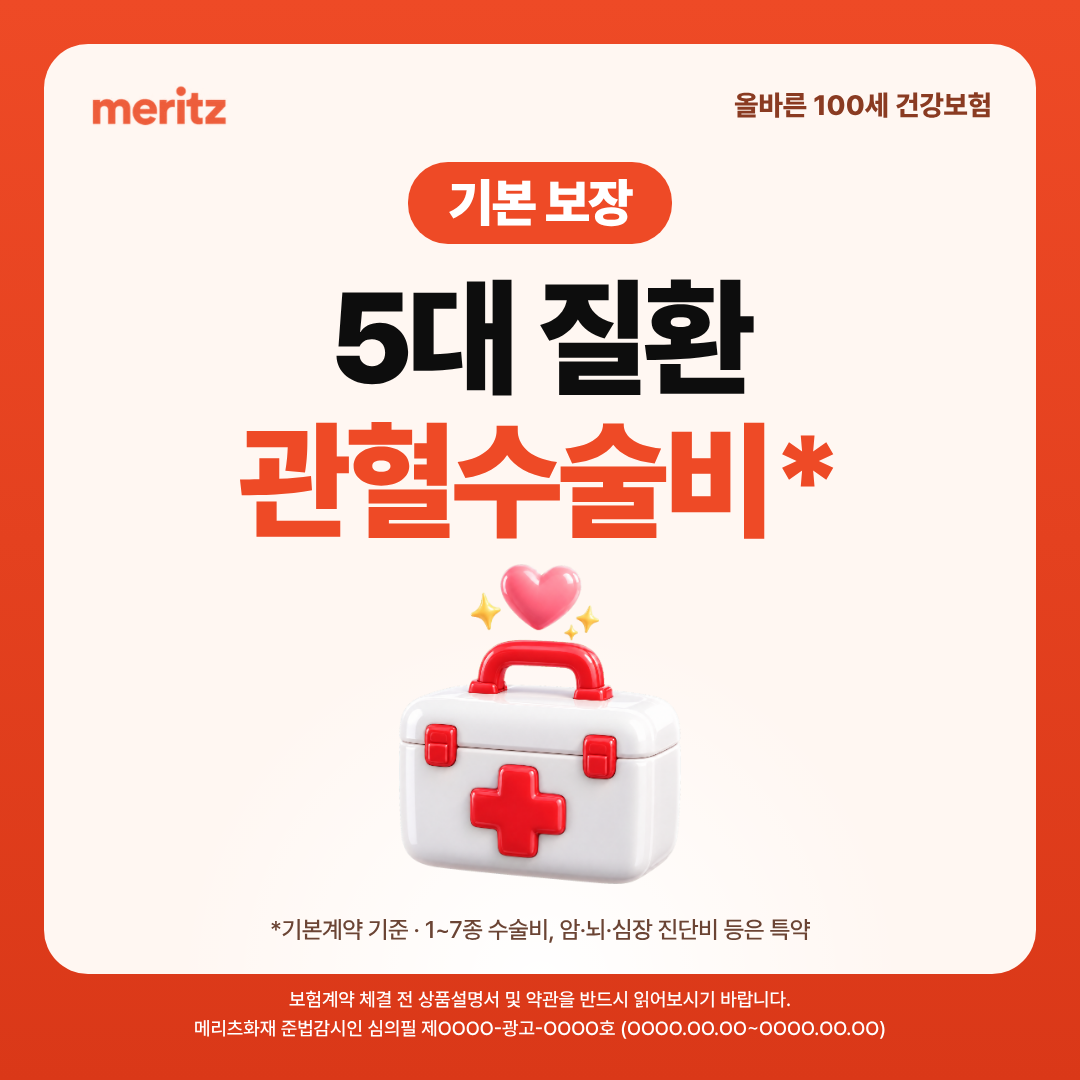 meritz
올바른 100세 건강보험
기본 보장
5대 질환
관혈수술비*
*기본계약 기준 · 1~7종 수술비, 암·뇌·심장 진단비 등은 특약
보험계약 체결 전 상품설명서 및 약관을 반드시 읽어보시기 바랍니다.
메리츠화재 준법감시인 심의필 제OOOO-광고-OOOO호 (OOOO.OO.OO~OOOO.OO.OO)